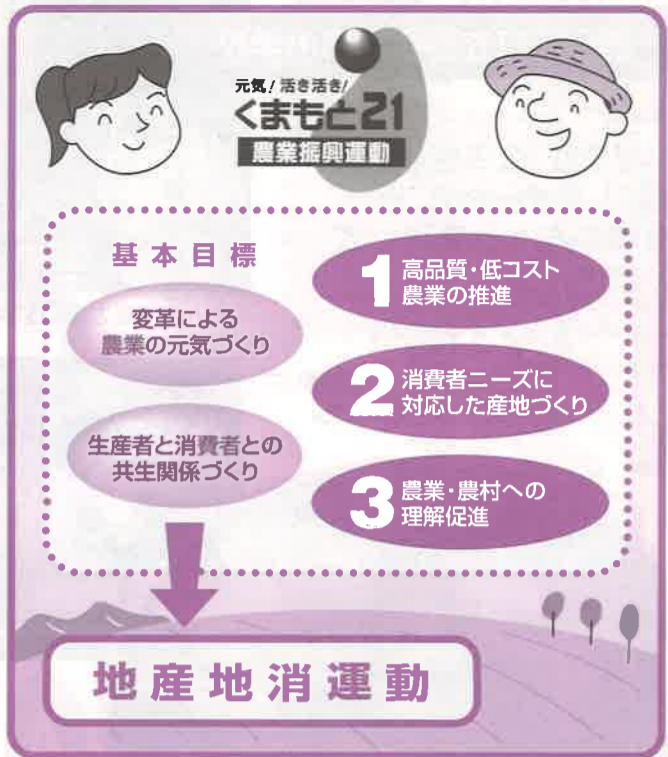 元気!活き活き!
くまもと21
農業振興運動
基本目標
変革による
農業の元気づくり
生産者と消費者との
共生関係づくり
1 高品質・低コスト
農業の推進
2 消費者ニーズに
対応した産地づくり
3 農業・農村への
理解促進
地産地消運動